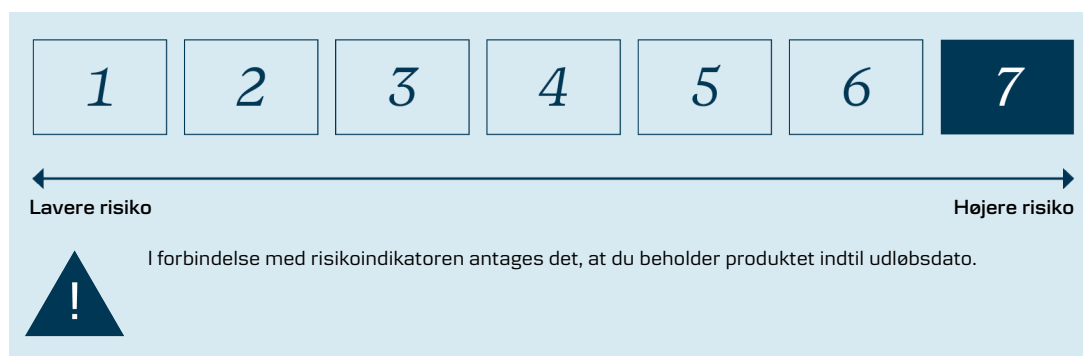 1 2 3 4 5 6 7
Lavere risiko Højere risiko
I forbindelse med risikoindikatoren antages det, at du beholder produktet indtil udløbsdato.
!